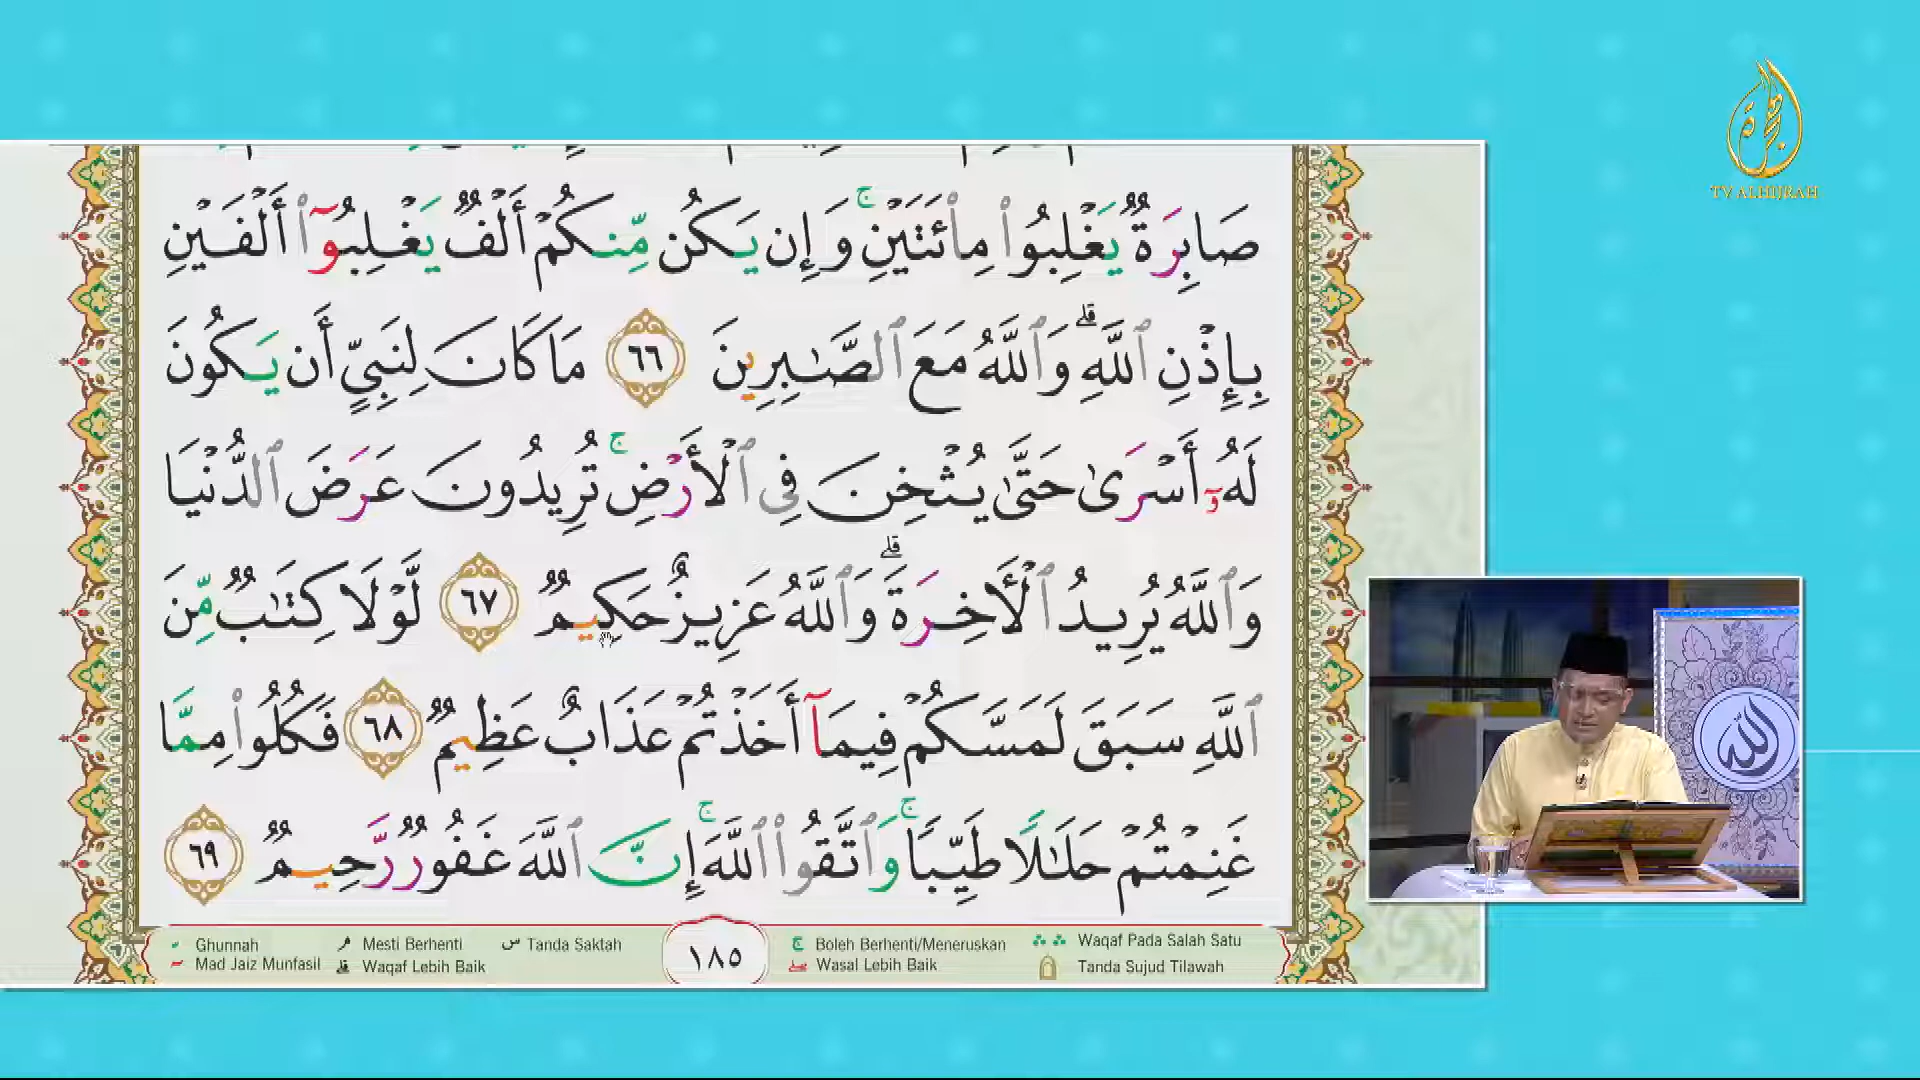 TV ALHIJRAH
صَابِرَةٌ يَغْلِبُوا۟ مِا۟ئَتَيْنِ ۚ وَإِن يَكُن مِّنكُمْ أَلْفٌ يَغْلِبُوٓا۟ أَلْفَيْنِ
بِإِذْنِ ٱللَّهِ ۗ وَٱللَّهُ مَعَ ٱلصَّـٰبِرِينَ ٦٦ مَا كَانَ لِنَبِىٍّ أَن يَكُونَ
لَهُۥٓ أَسْرَىٰ حَتَّىٰ يُثْخِنَ فِى ٱلْأَرْضِ ۚ تُرِيدُونَ عَرَضَ ٱلدُّنْيَا
وَٱللَّهُ يُرِيدُ ٱلْأَخِرَةَ ۗ وَٱللَّهُ عَزِيزٌ حَكِيمٌ ٦٧ لَّوْلَا كِتَـٰبٌ مِّنَ
ٱللَّهِ سَبَقَ لَمَسَّكُمْ فِيمَآ أَخَذْتُمْ عَذَابٌ عَظِيمٌ ٦٨ فَكُلُوا۟ مِمَّا
غَنِمْتُمْ حَلَـٰلًا طَيِّبًا ۚ وَٱتَّقُوا۟ ٱللَّهَ ۚ إِنَّ ٱللَّهَ غَفُورٌ رَّحِيمٌ ٦٩
Ghunnah
Mad Jaiz Munfasil
Mesti Berhenti
Waqaf Lebih Baik
Tanda Saktah
١٨٥
Boleh Berhenti/Meneruskan
Wasal Lebih Baik
Waqaf Pada Salah Satu
Tanda Sujud Tilawah
الله